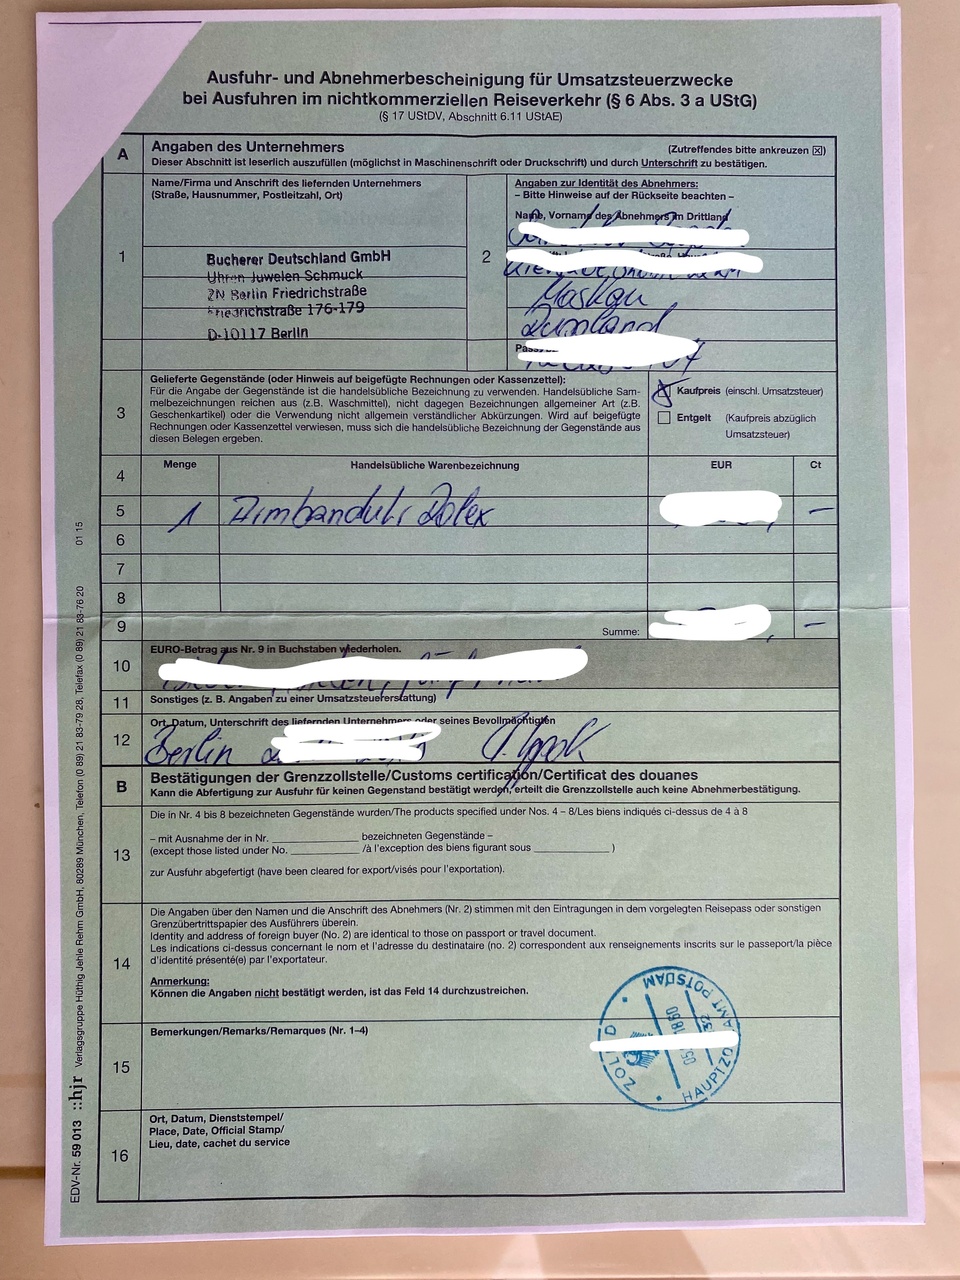 Ausfuhr- und Abnehmerbescheinigung für Umsatzsteuerzwecke
bei Ausfuhren im nichtkommerziellen Reiseverkehr (§ 6 Abs. 3 a UStG)
(§ 17 UStDV, Abschnitt 6.11 UStAE)
A
Angaben des Unternehmers
(Zutreffendes bitte ankreuzen ☒)
Dieser Abschnitt ist leserlich auszufüllen (möglichst in Maschinenschrift oder Druckschrift) und durch Unterschrift zu bestätigen.
1
Name/Firma und Anschrift des liefernden Unternehmers
(Straße, Hausnummer, Postleitzahl, Ort)
Bucherer Deutschland GmbH
Uhren Juwelen Schmuck
ZN Berlin Friedrichstraße
Friedrichstraße 176-179
D-10117 Berlin
2
Angaben zur Identität des Abnehmers:
– Bitte Hinweise auf der Rückseite beachten –
Name, Vorname des Abnehmers im Drittland
Moskau
Russland
3
Gelieferte Gegenstände (oder Hinweis auf beigefügte Rechnungen oder Kassenzettel):
Für die Angabe der Gegenstände ist die handelsübliche Bezeichnung zu verwenden. Handelsübliche Sam-
melbezeichnungen reichen aus (z.B. Waschmittel), nicht dagegen Bezeichnungen allgemeiner Art (z.B.
Geschenkartikel) oder die Verwendung nicht allgemein verständlicher Abkürzungen. Wird auf beigefügte
Rechnungen oder Kassenzettel verwiesen, muss sich die handelsübliche Bezeichnung der Gegenstände aus
diesen Belegen ergeben.
Kaufpreis (einschl. Umsatzsteuer)
Entgelt (Kaufpreis abzüglich
Umsatzsteuer)
4
Menge
Handelsübliche Warenbezeichnung
EUR
Ct
5
1 Armbanduhr Rolex —
6
7
8
9
Summe: —
10
EURO-Betrag aus Nr. 9 in Buchstaben wiederholen.
11
Sonstiges (z. B. Angaben zu einer Umsatzsteuererstattung)
12
Ort, Datum, Unterschrift des liefernden Unternehmers oder seines Bevollmächtigten
Berlin
B
Bestätigungen der Grenzzollstelle/Customs certification/Certificat des douanes
Kann die Abfertigung zur Ausfuhr für keinen Gegenstand bestätigt werden, erteilt die Grenzzollstelle auch keine Abnehmerbestätigung.
13
Die in Nr. 4 bis 8 bezeichneten Gegenstände wurden/The products specified under Nos. 4 – 8/Les biens indiqués ci-dessus de 4 à 8
– mit Ausnahme der in Nr. ____________ bezeichneten Gegenstände –
(except those listed under No. __________ /à l'exception des biens figurant sous __________ )
zur Ausfuhr abgefertigt (have been cleared for export/visés pour l'exportation).
14
Die Angaben über den Namen und die Anschrift des Abnehmers (Nr. 2) stimmen mit den Eintragungen in dem vorgelegten Reisepass oder sonstigen
Grenzübertrittspapier des Ausführers überein.
Identity and address of foreign buyer (No. 2) are identical to those on passport or travel document.
Les indications ci-dessus concernant le nom et l'adresse du destinataire (no. 2) correspondent aux renseignements inscrits sur le passeport/la pièce
d'identité présenté(e) par l'exportateur.
Anmerkung:
Können die Angaben nicht bestätigt werden, ist das Feld 14 durchzustreichen.
15
Bemerkungen/Remarks/Remarques (Nr. 1–4)
ZOLL D
HAUPTZOLLAMT POTSDAM
16
Ort, Datum, Dienststempel/
Place, Date, Official Stamp/
Lieu, date, cachet du service
EDV-Nr. 59 013 ::hjr Verlagsgruppe Hüthig Jehle Rehm GmbH, 80289 München, Telefon (0 89) 21 83-79 28, Telefax (0 89) 21 83-76 20 01 15